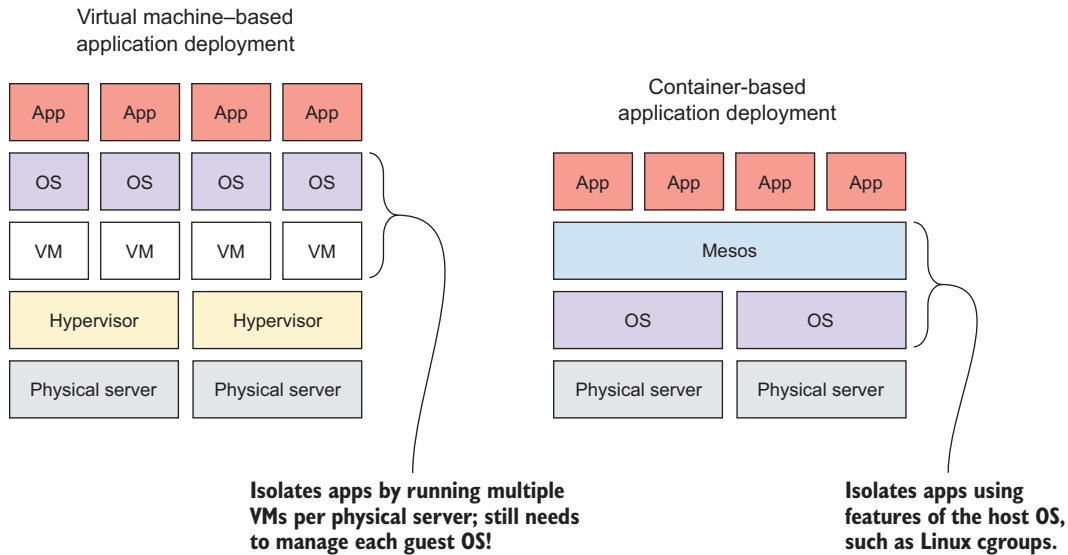 Virtual machine–based
application deployment
App App App App
OS OS OS OS
VM VM VM VM
Hypervisor Hypervisor
Physical server Physical server
Isolates apps by running multiple
VMs per physical server; still needs
to manage each guest OS!
Container-based
application deployment
App App App App
Mesos
OS OS
Physical server Physical server
Isolates apps using
features of the host OS,
such as Linux cgroups.